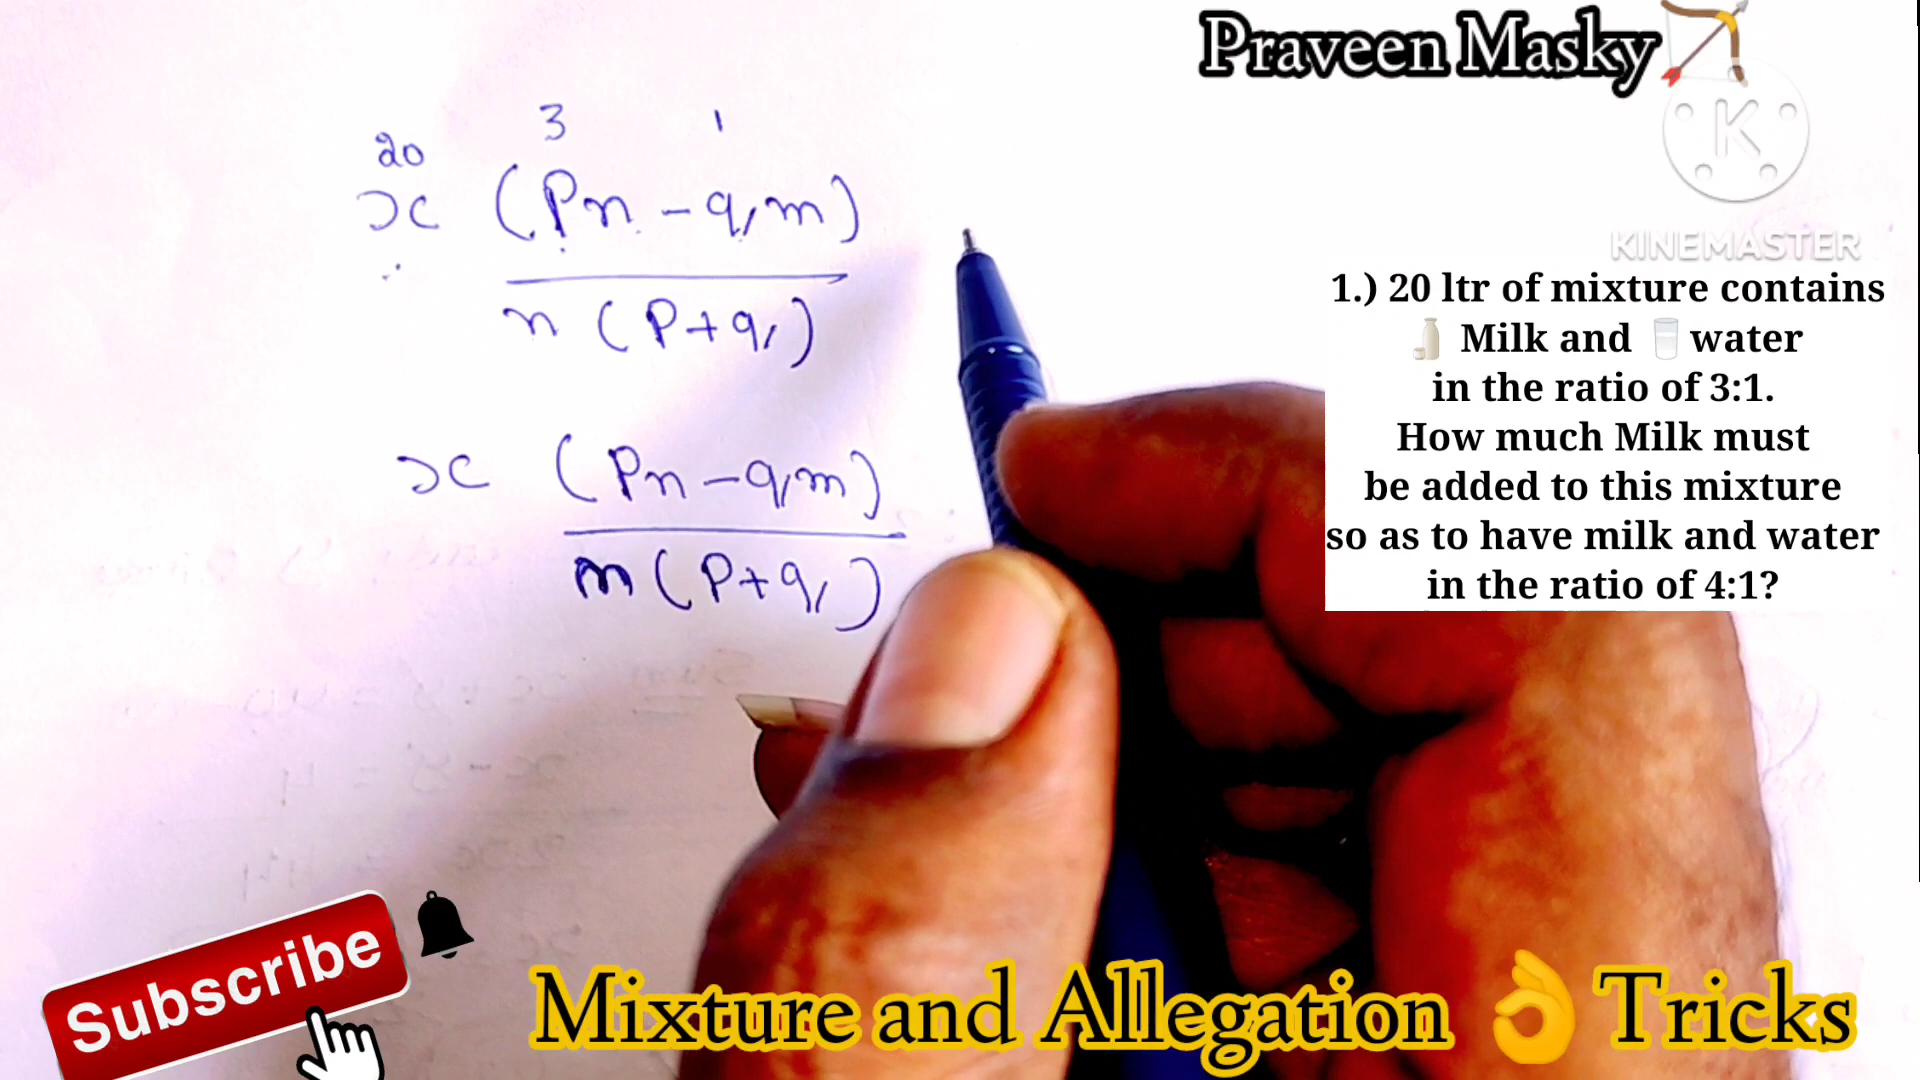 Praveen Masky
K
KINEMASTER
3 1
20
x (Pn - qm)
n (P+q)
x (Pn - qm)
m (P+q)
1.) 20 ltr of mixture contains
Milk and water
in the ratio of 3:1.
How much Milk must
be added to this mixture
so as to have milk and water
in the ratio of 4:1?
Subscribe
Mixture and Allegation 👌 Tricks